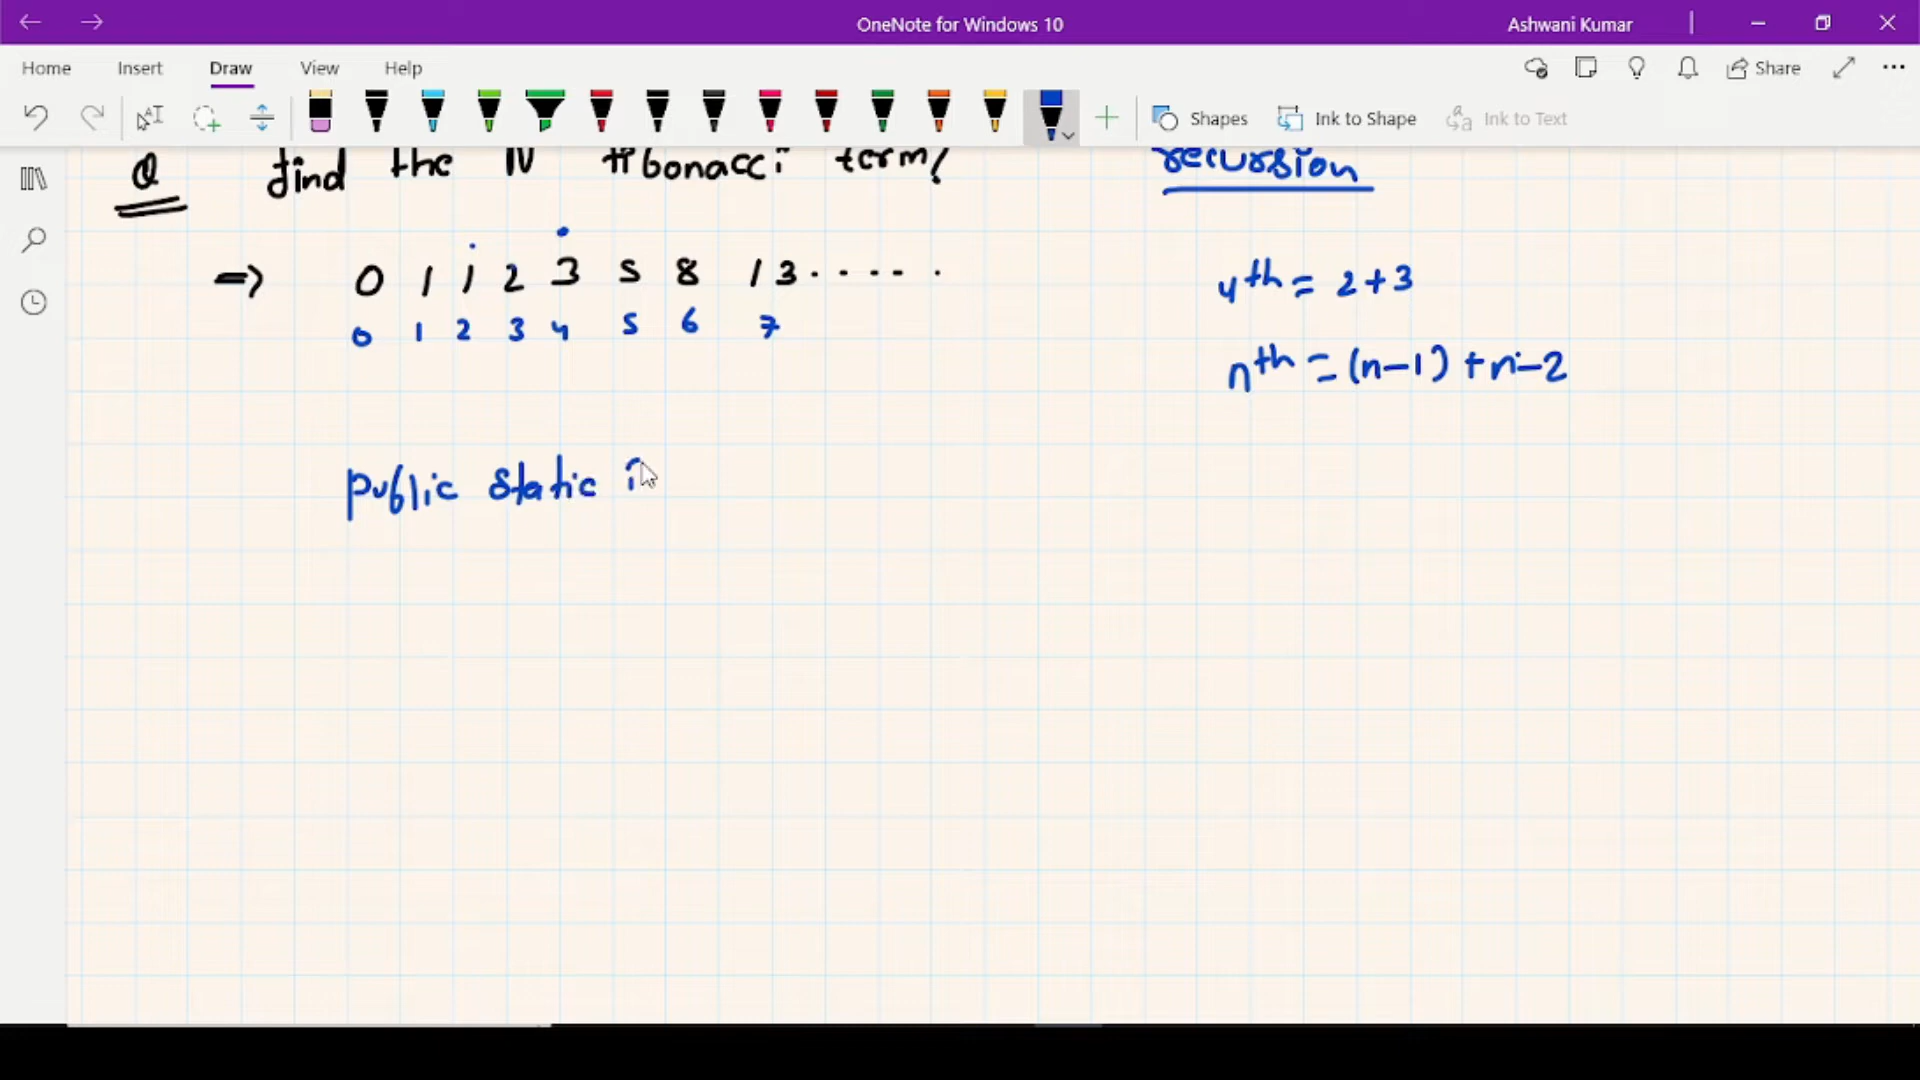 OneNote for Windows 10
Ashwani Kumar
Home Insert Draw View Help
Share
Shapes Ink to Shape Ink to Text
Q find the N fibonacci term?
recursion
=> 0 1 1 2 3 5 8 13 ..... .
0 1 2 3 4 5 6 7
4th = 2+3
nth = (n-1) + n-2
public static i